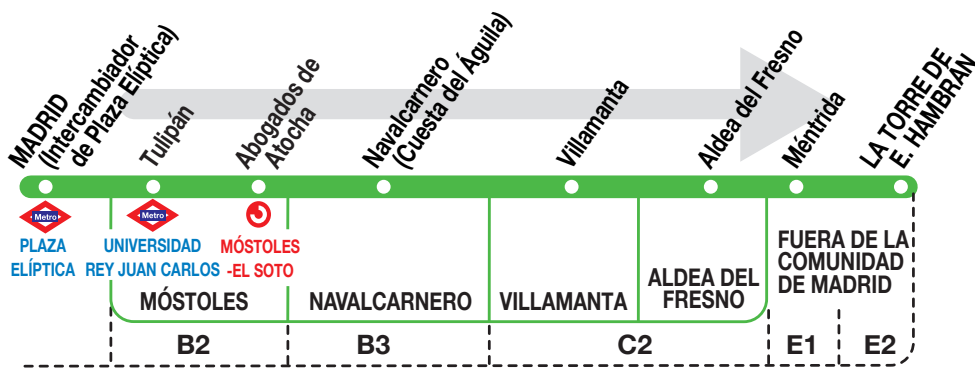 MADRID
(Intercambiador
de Plaza Elíptica)
Tulipán
Abogados de
Atocha
Navalcarnero
(Cuesta del Águila)
Villamanta
Aldea del Fresno
Méntrida
LA TORRE DE
E. HAMBRÁN
Metro
Metro
PLAZA
ELÍPTICA
UNIVERSIDAD
REY JUAN CARLOS
MÓSTOLES
-EL SOTO
MÓSTOLES
NAVALCARNERO
VILLAMANTA
ALDEA DEL
FRESNO
FUERA DE LA
COMUNIDAD
DE MADRID
B2
B3
C2
E1
E2